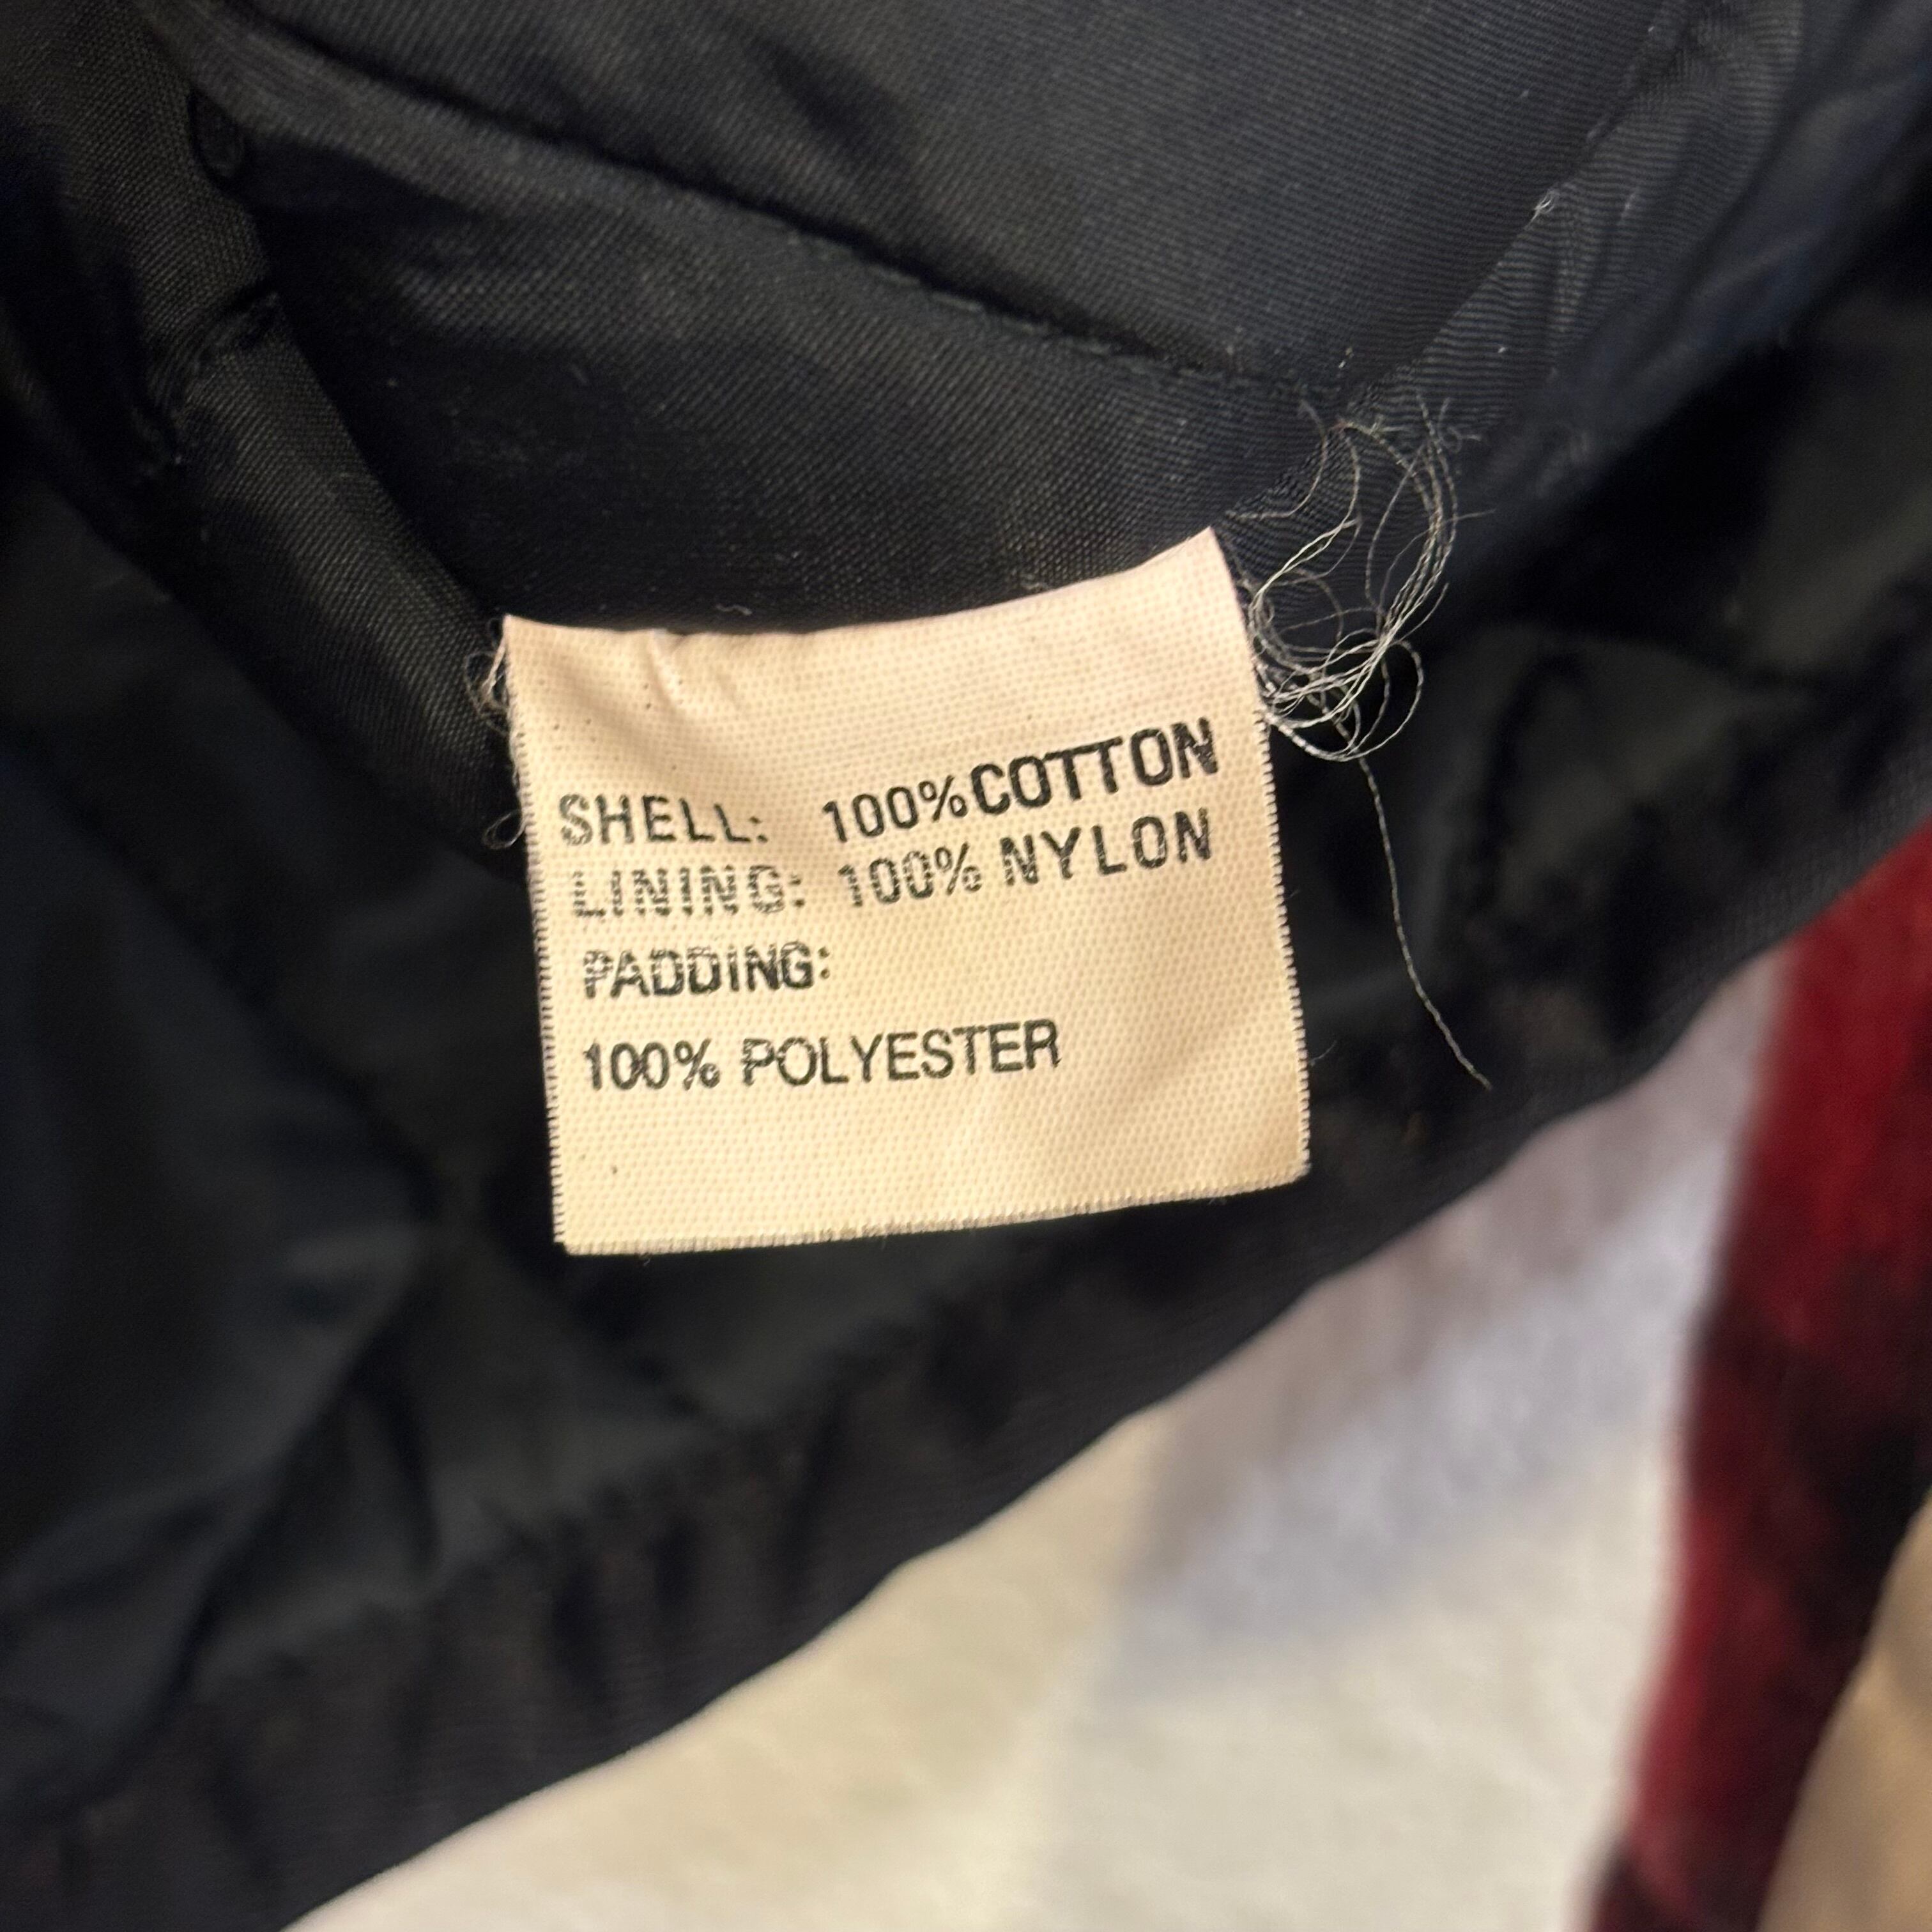 SHELL: 100% COTTON
LINING: 100% NYLON
PADDING:
100% POLYESTER